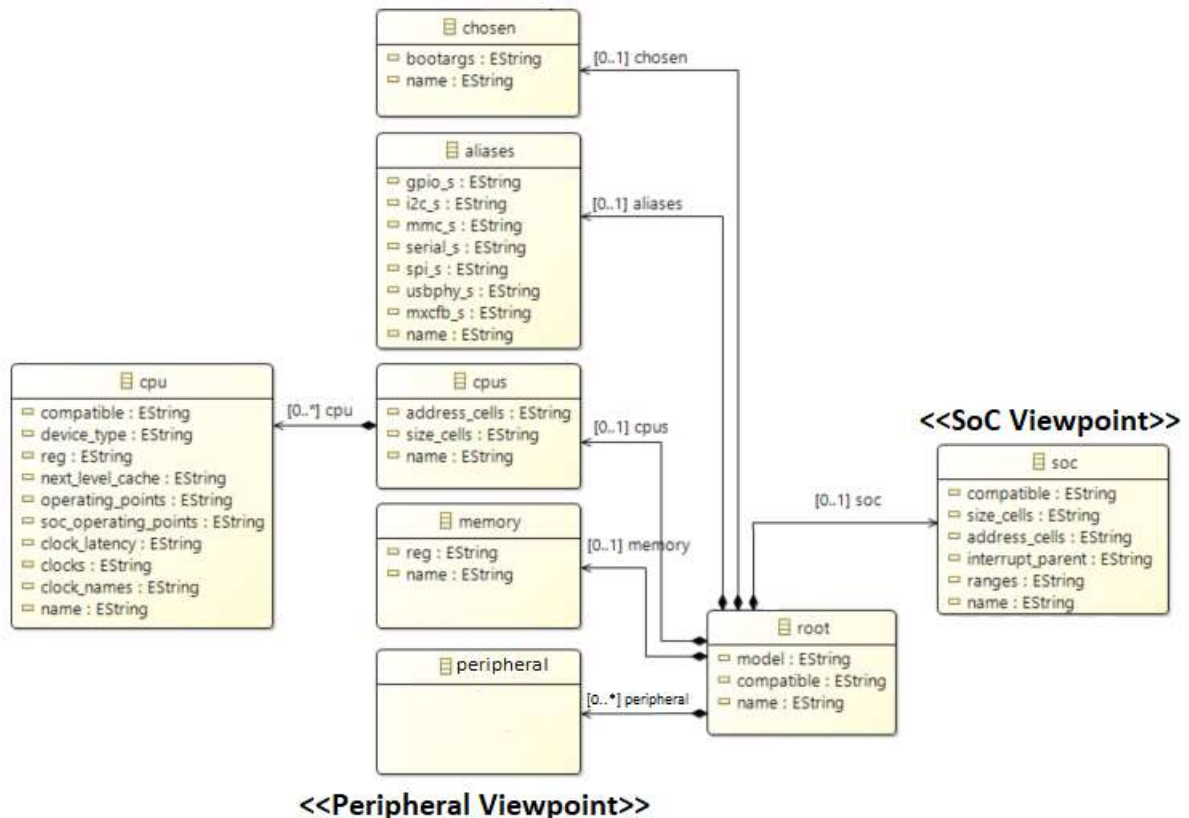 chosen
bootargs : EString
name : EString
[0..1] chosen
aliases
gpio_s : EString
i2c_s : EString
mmc_s : EString
serial_s : EString
spi_s : EString
usbphy_s : EString
mxcfb_s : EString
name : EString
[0..1] aliases
cpu
compatible : EString
device_type : EString
reg : EString
next_level_cache : EString
operating_points : EString
soc_operating_points : EString
clock_latency : EString
clocks : EString
clock_names : EString
name : EString
[0..*] cpu
cpus
address_cells : EString
size_cells : EString
name : EString
[0..1] cpus
<<SoC Viewpoint>>
soc
compatible : EString
size_cells : EString
address_cells : EString
interrupt_parent : EString
ranges : EString
name : EString
[0..1] soc
memory
reg : EString
name : EString
[0..1] memory
root
model : EString
compatible : EString
name : EString
peripheral
[0..*] peripheral
<<Peripheral Viewpoint>>